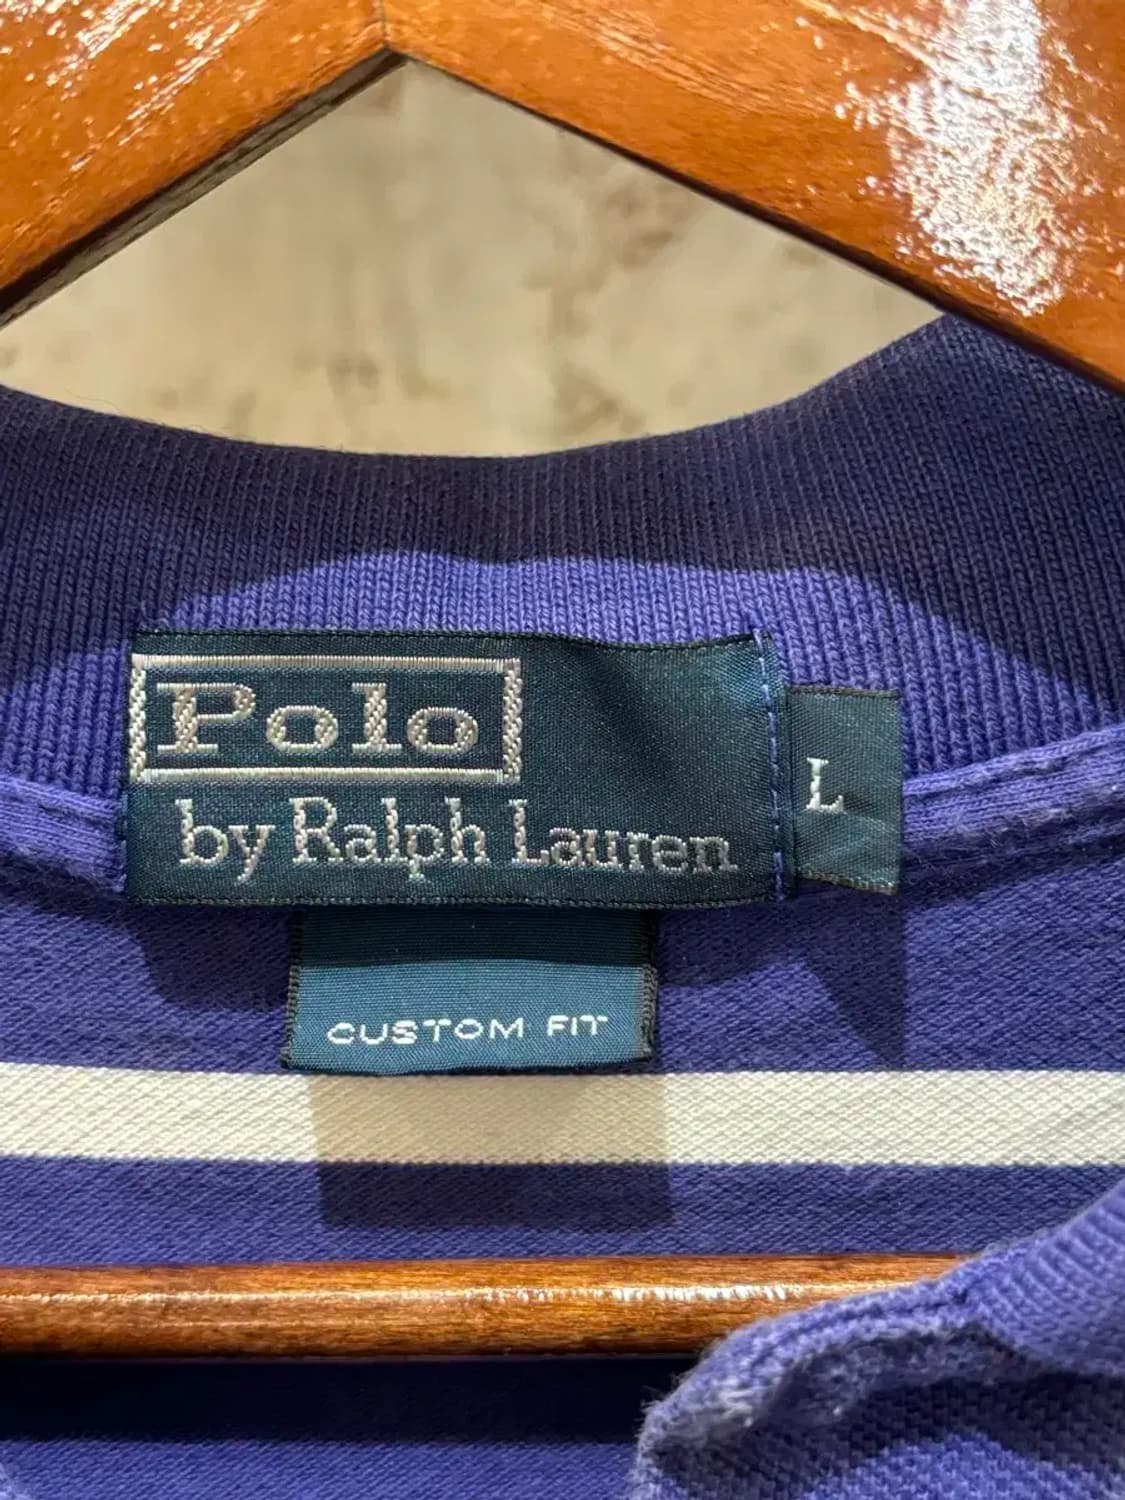 Polo
by Ralph Lauren
L
CUSTOM FIT